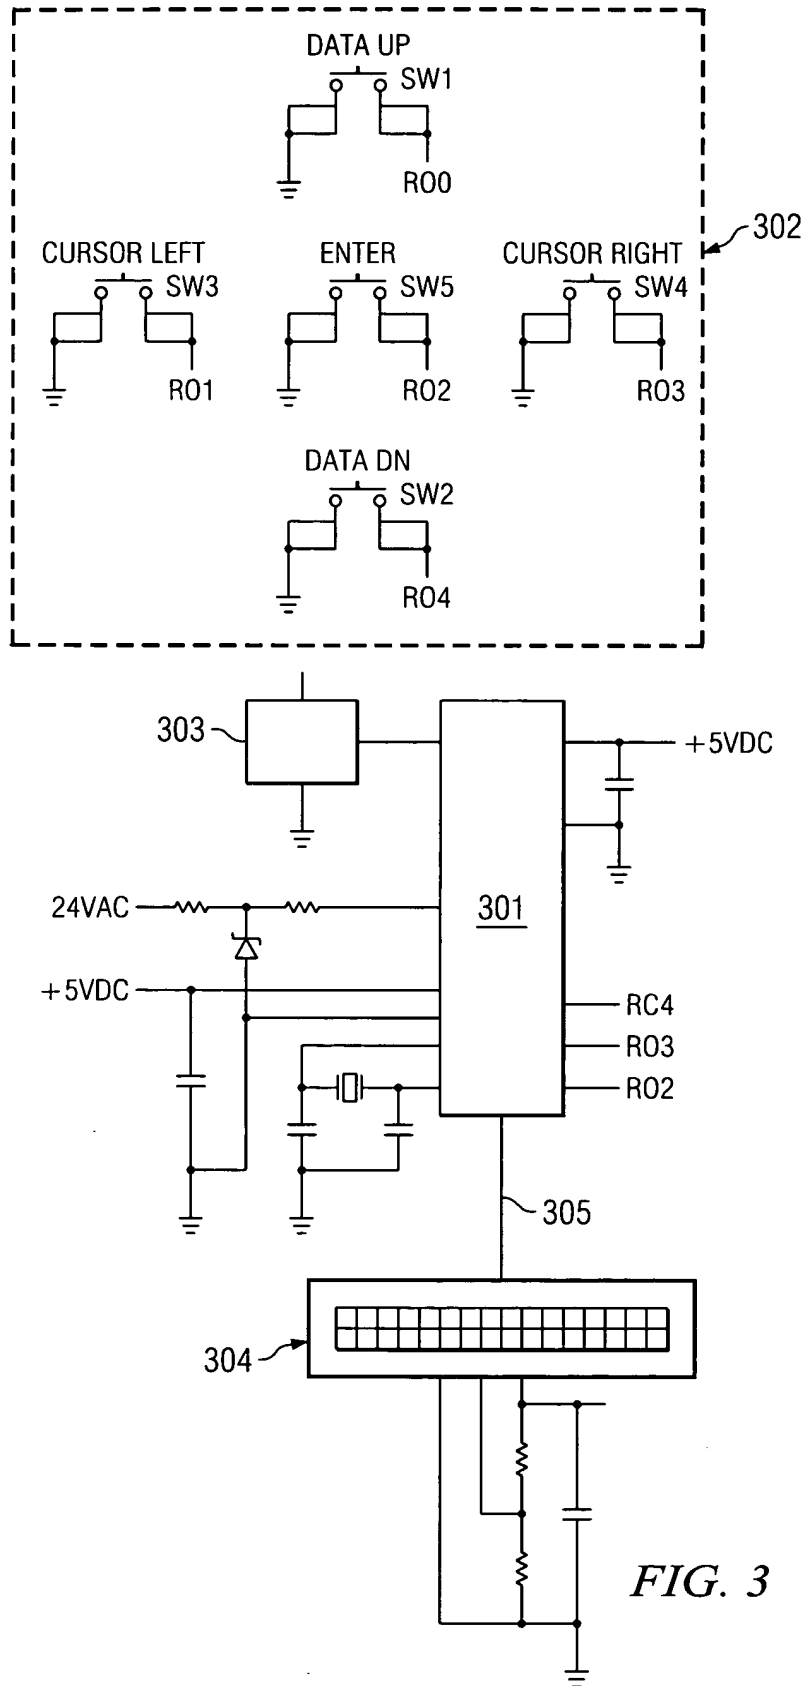 DATA UP
SW1
RO0
302
CURSOR LEFT
SW3
RO1
ENTER
SW5
RO2
CURSOR RIGHT
SW4
RO3
DATA DN
SW2
RO4
303
+5VDC
24VAC
301
+5VDC
RC4
RO3
RO2
305
304
FIG. 3